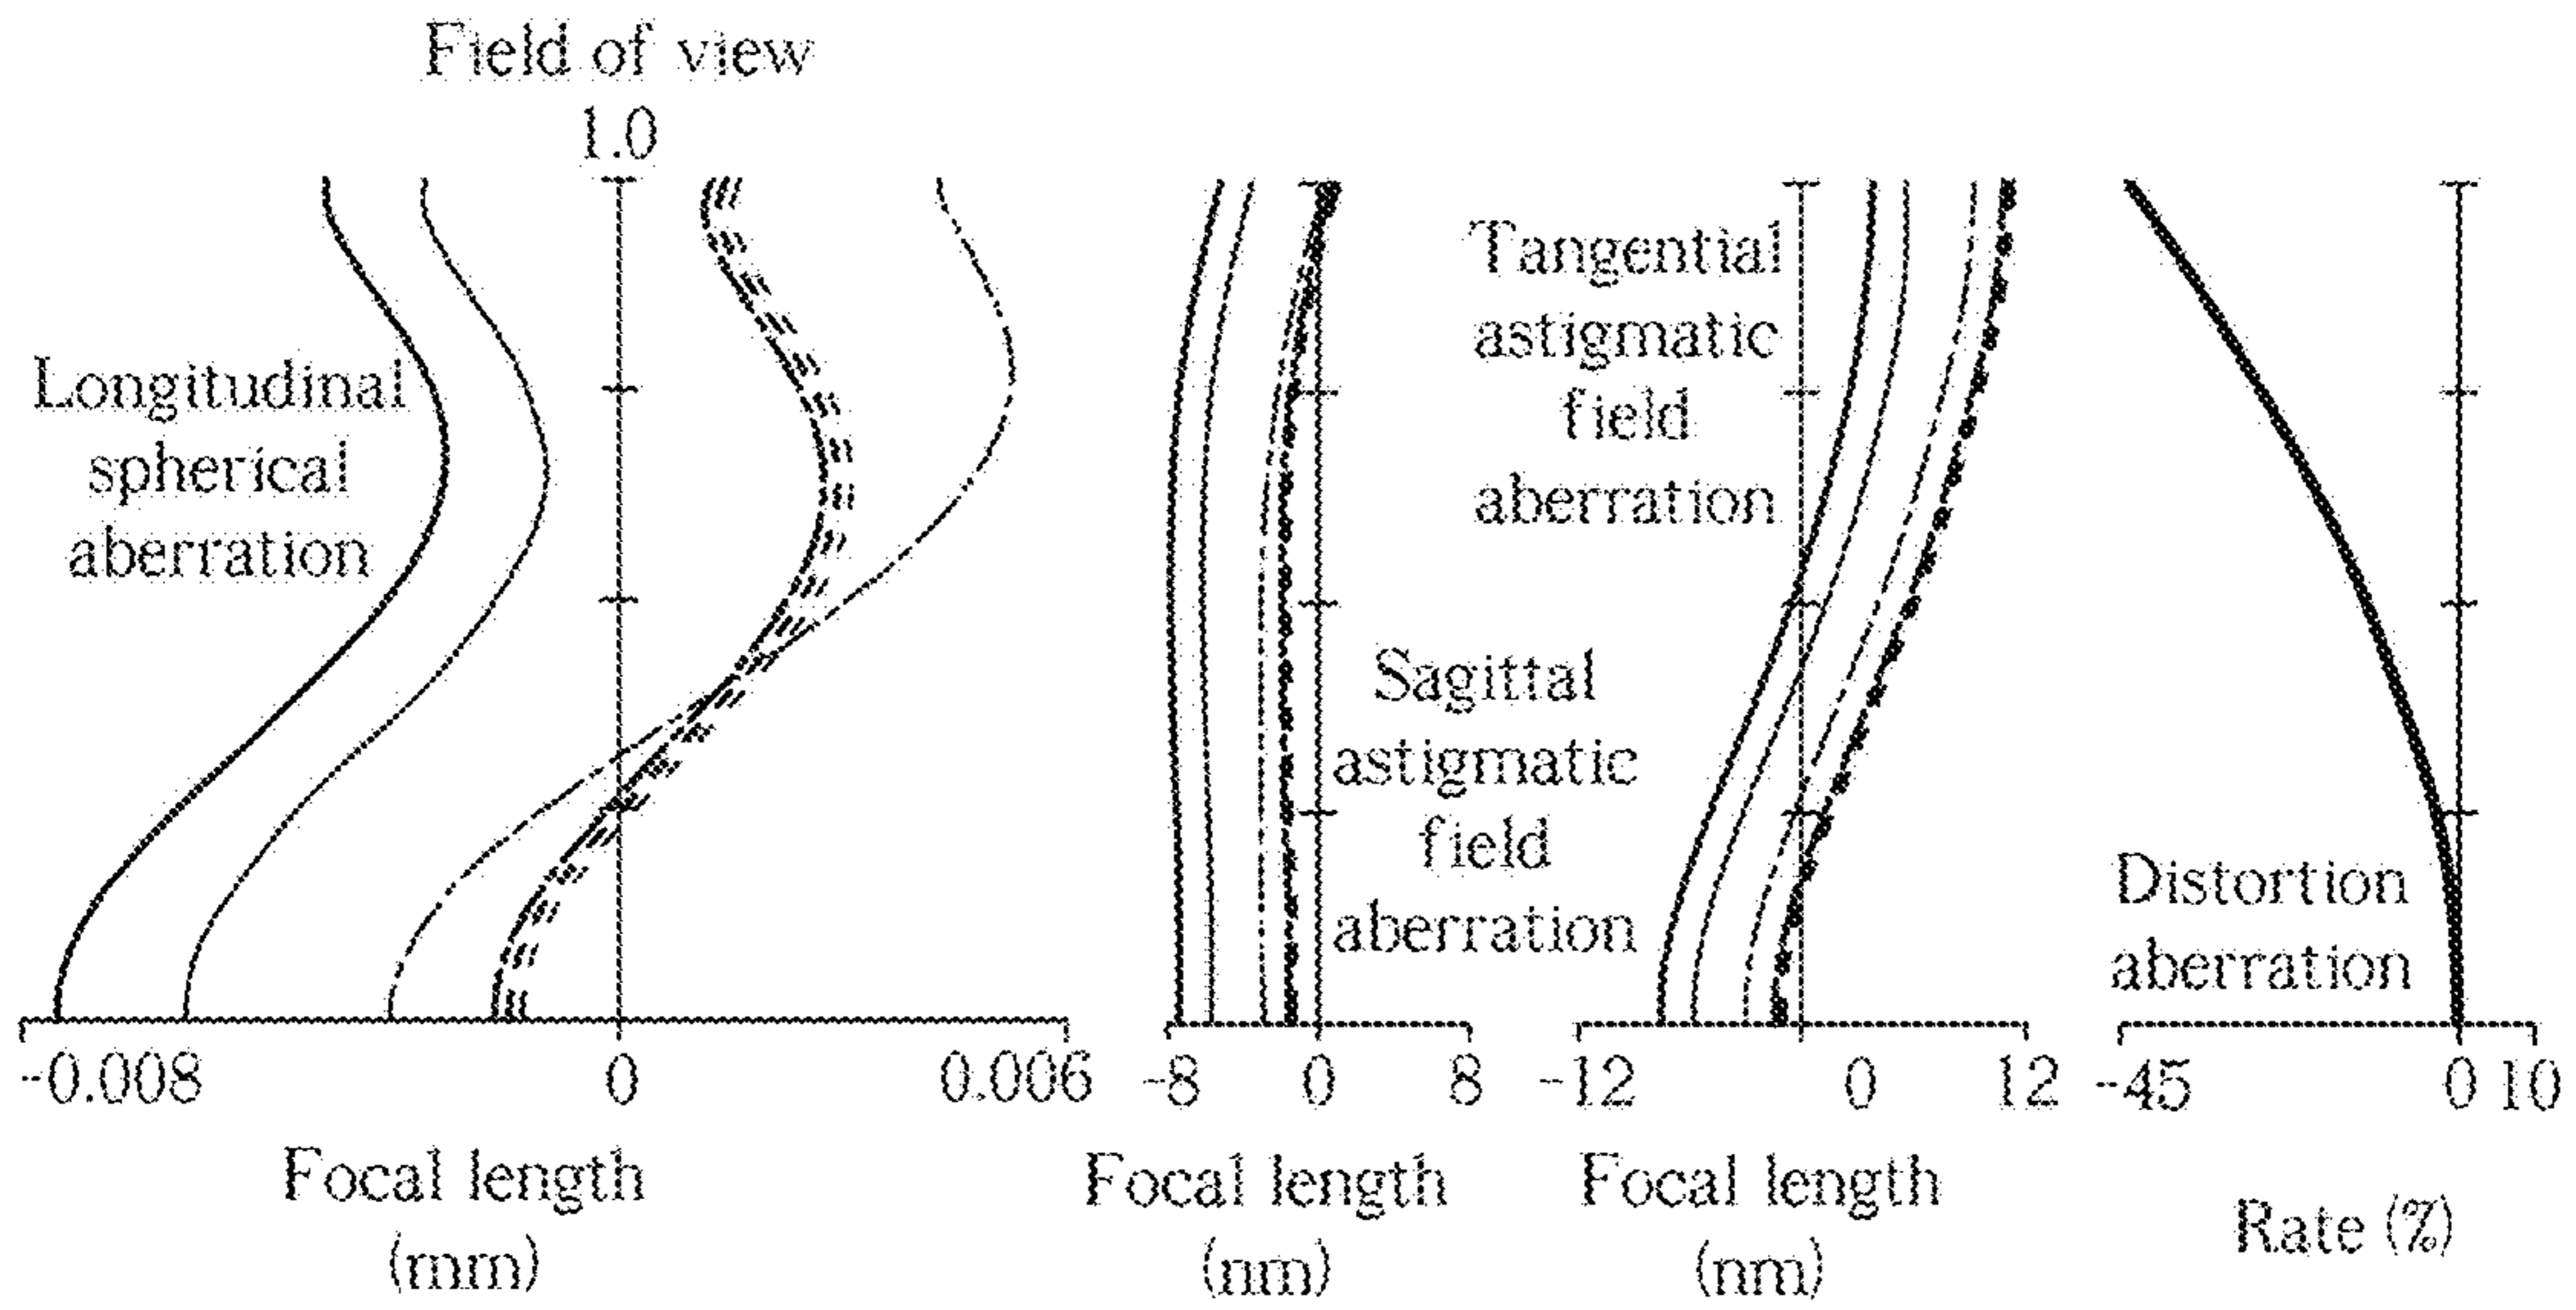 Field of view
1.0
Longitudinal
spherical
aberration
-0.008
0
0.006
Focal length
(mm)
Sagittal
astigmatic
field
aberration
-8
0
8
Focal length
(nm)
Tangential
astigmatic
field
aberration
-12
0
12
Focal length
(nm)
Distortion
aberration
-45
0
10
Rate (%)